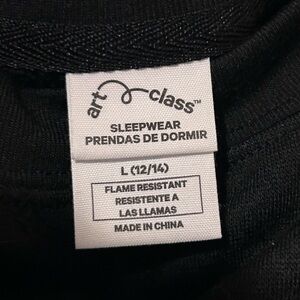 art class™
SLEEPWEAR
PRENDAS DE DORMIR
L (12/14)
FLAME RESISTANT
RESISTENTE A
LAS LLAMAS
MADE IN CHINA